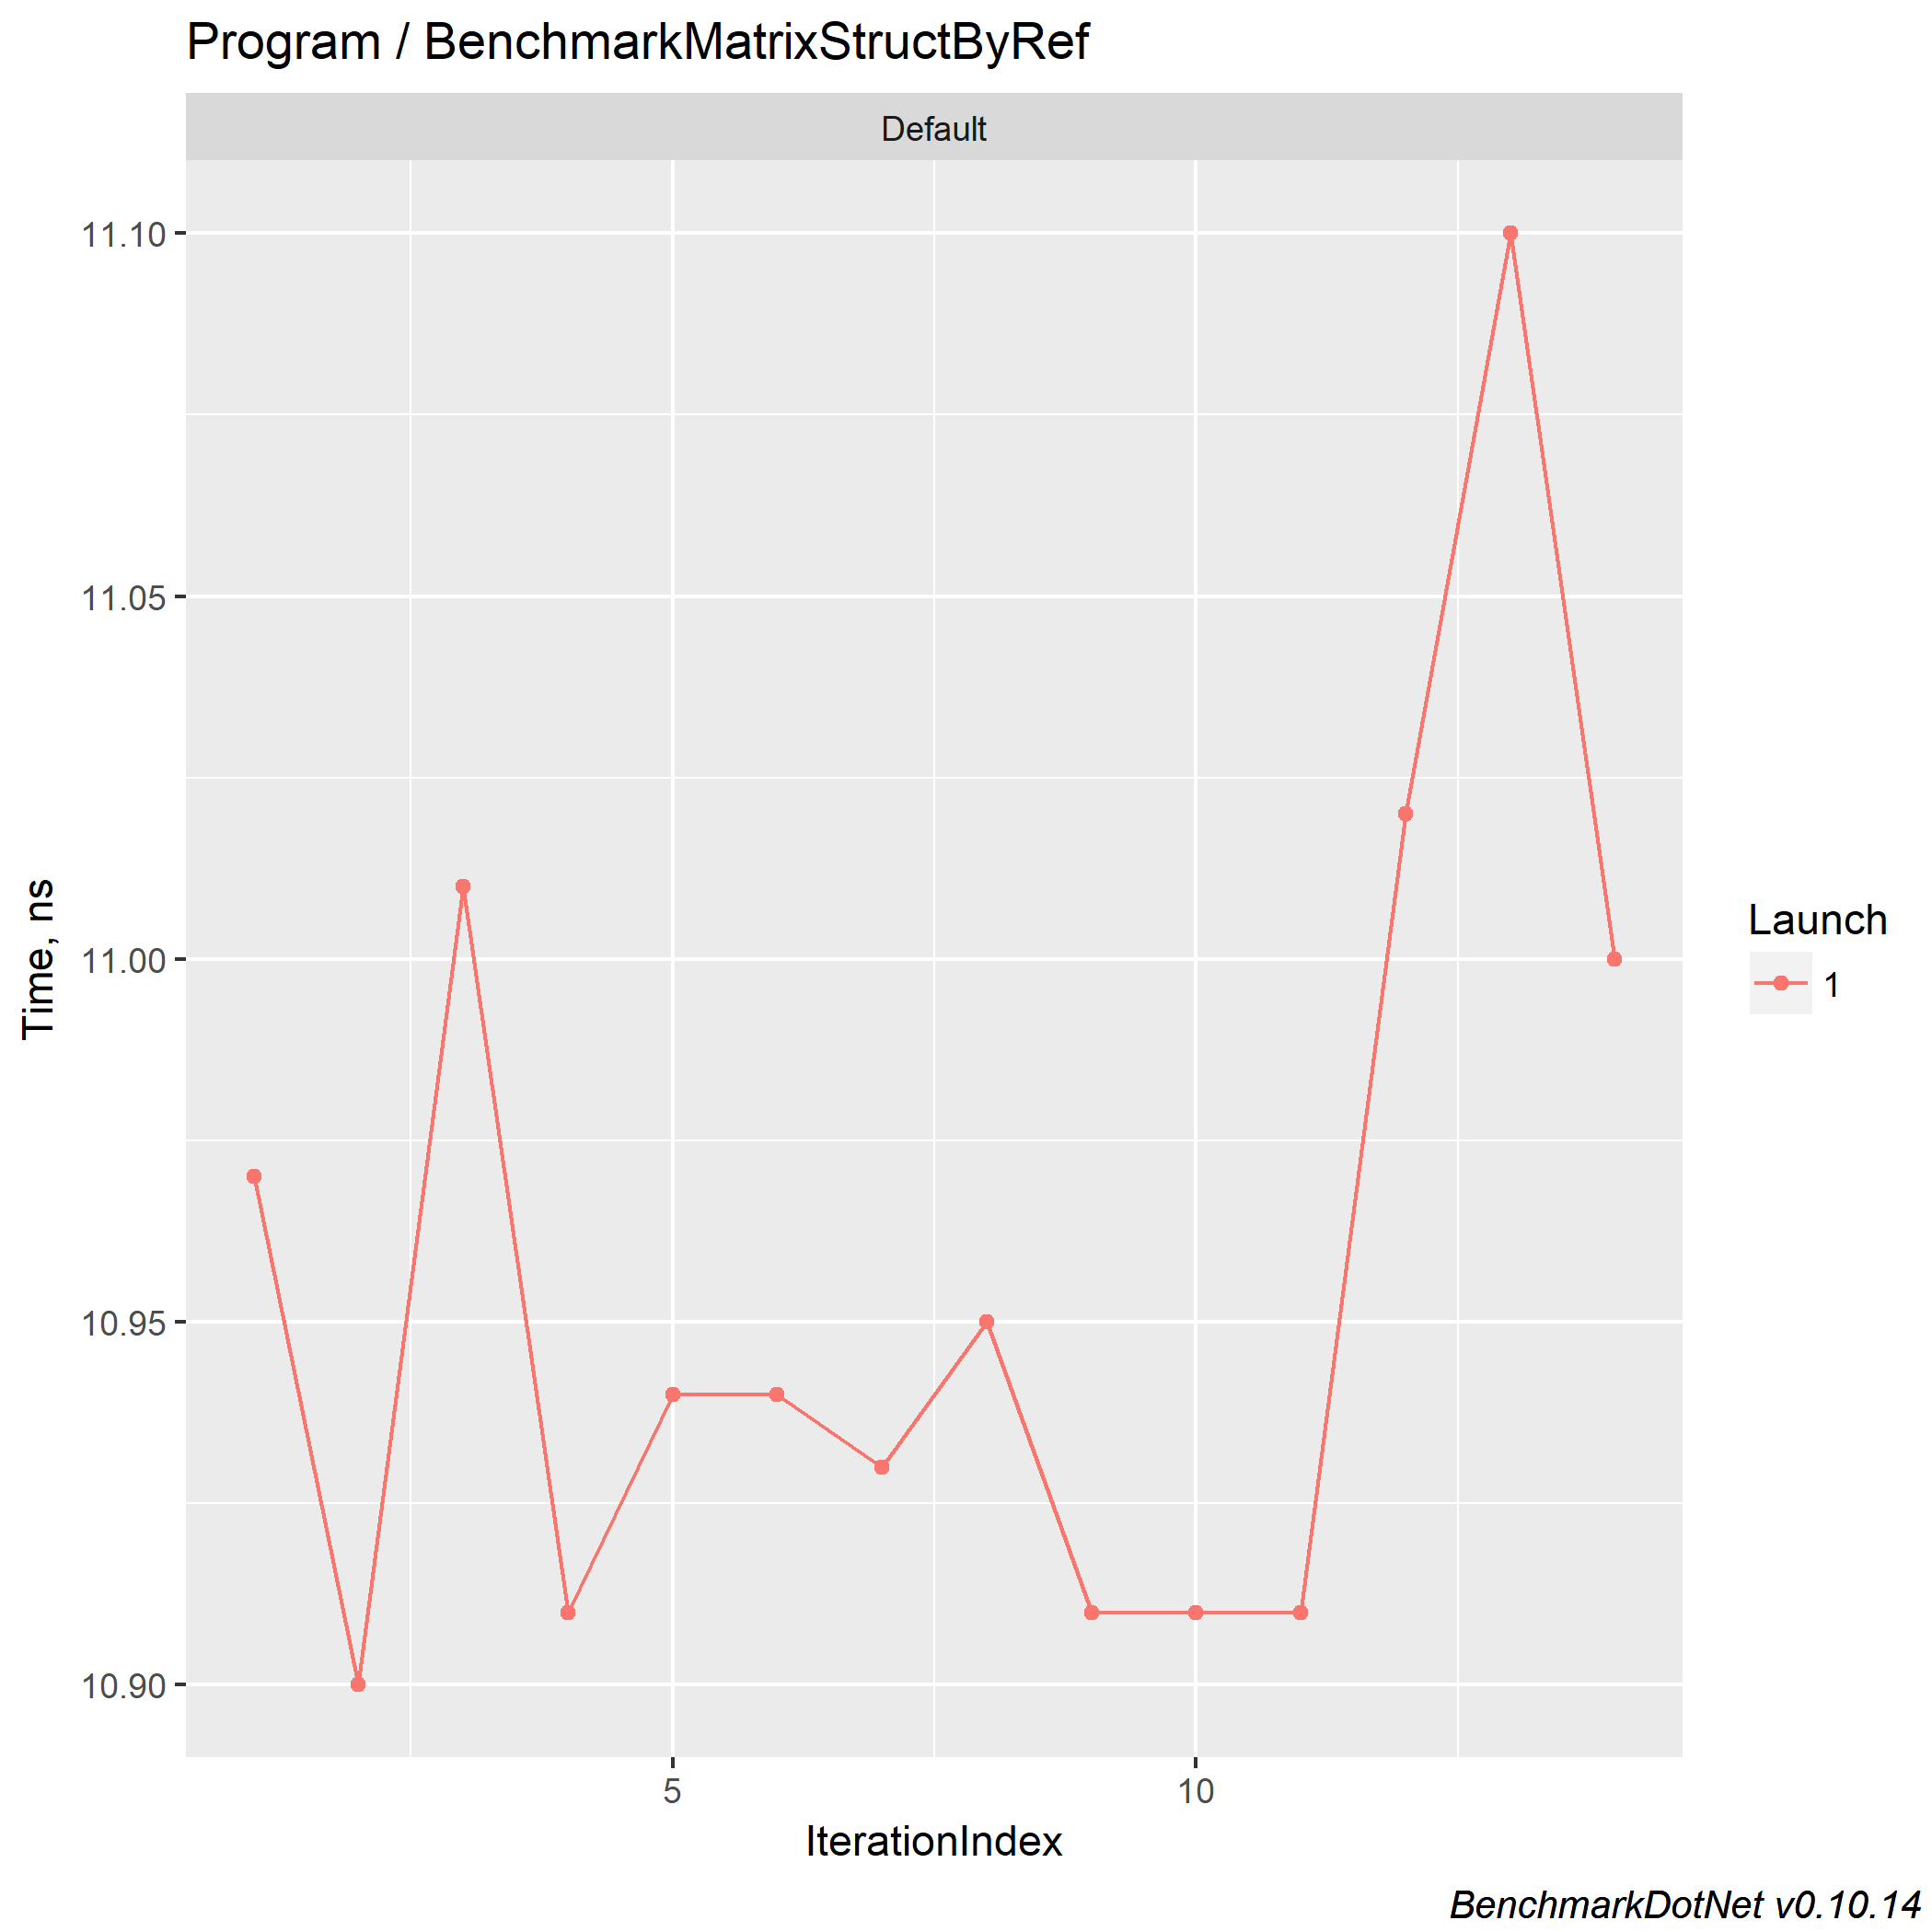 Program / BenchmarkMatrixStructByRef
Default
11.10
11.05
11.00
10.95
10.90
Time, ns
5
10
IterationIndex
Launch
1
BenchmarkDotNet v0.10.14